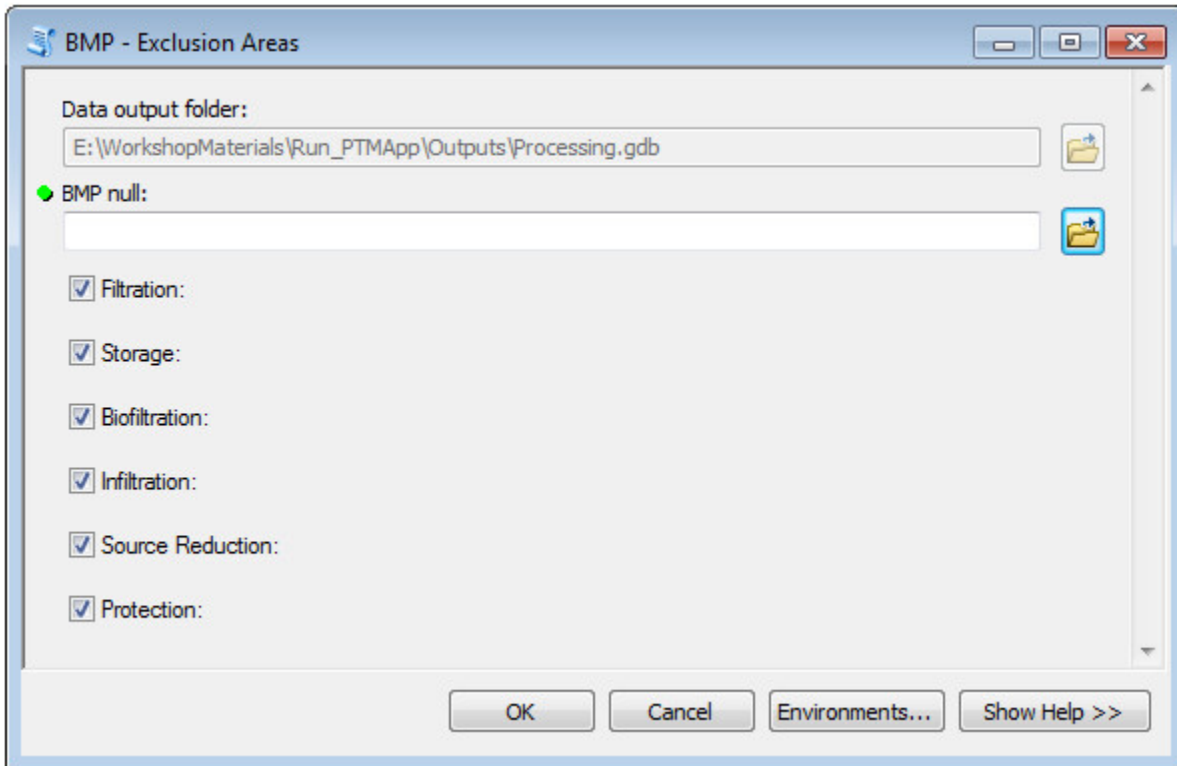 BMP - Exclusion Areas
Data output folder:
E:\WorkshopMaterials\Run_PTMApp\Outputs\Processing.gdb
BMP null:
Filtration:
Storage:
Biofiltration:
Infiltration:
Source Reduction:
Protection:
OK Cancel Environments... Show Help >>